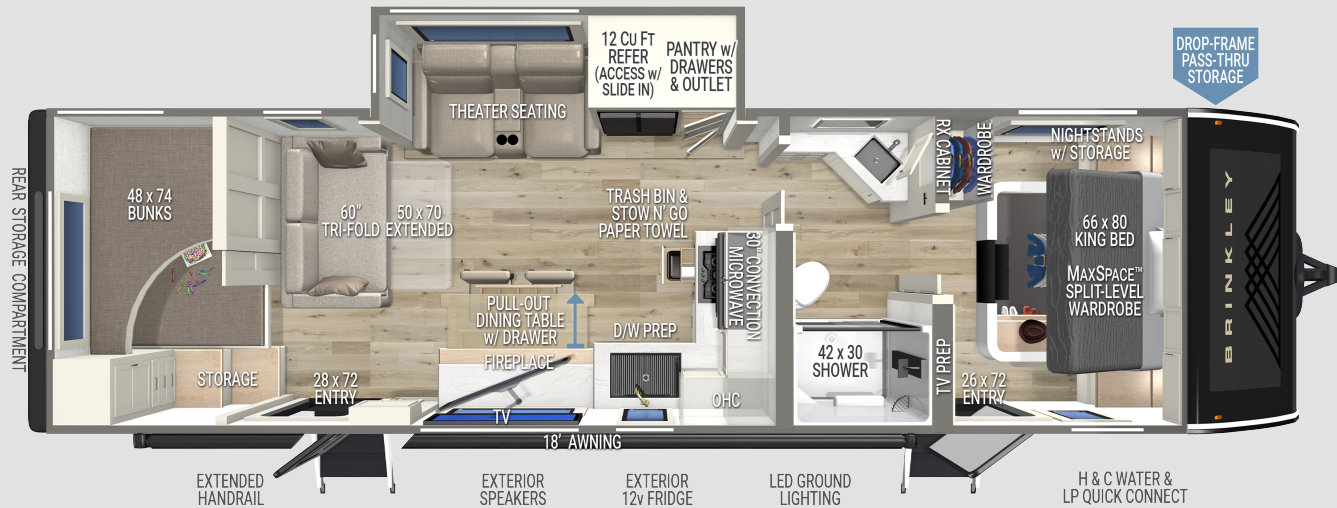 12 Cu Ft
REFER
(ACCESS w/
SLIDE IN)
PANTRY w/
DRAWERS
& OUTLET
DROP-FRAME
PASS-THRU
STORAGE
THEATER SEATING
RX CABINET
WARDROBE
NIGHTSTANDS
w/ STORAGE
REAR STORAGE COMPARTMENT
48 x 74
BUNKS
60"
TRI-FOLD
50 x 70
EXTENDED
TRASH BIN &
STOW N' GO
PAPER TOWEL
30" CONVECTION
MICROWAVE
66 x 80
KING BED
MAXSPACE™
SPLIT-LEVEL
WARDROBE
BRINKLEY
PULL-OUT
DINING TABLE
w/ DRAWER
D/W PREP
FIREPLACE
42 x 30
SHOWER
TV PREP
STORAGE
28 x 72
ENTRY
OHC
26 x 72
ENTRY
TV
18' AWNING
EXTENDED
HANDRAIL
EXTERIOR
SPEAKERS
EXTERIOR
12v FRIDGE
LED GROUND
LIGHTING
H & C WATER &
LP QUICK CONNECT